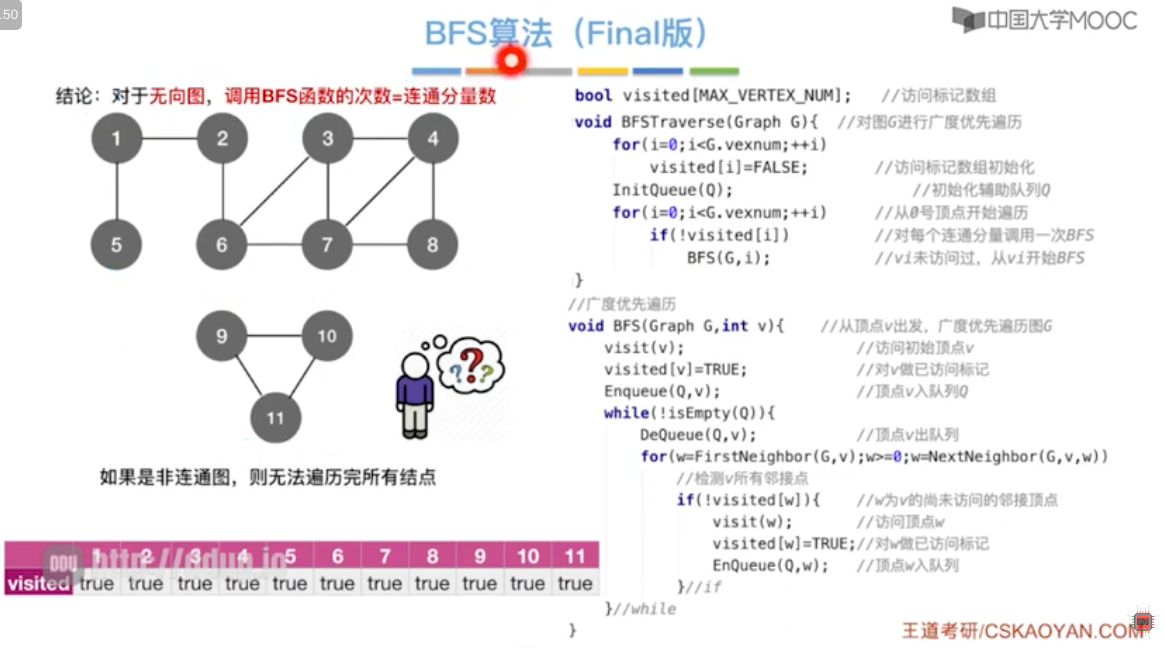 :50
中国大学MOOC
BFS算法（Final版）
结论：对于无向图，调用BFS函数的次数=连通分量数
1 2 3 4
5 6 7 8
9 10
11
? ? ?
如果是非连通图，则无法遍历完所有结点
http://edub.io
1 2 3 4 5 6 7 8 9 10 11
visited true true true true true true true true true true true
bool visited[MAX_VERTEX_NUM]; //访问标记数组
void BFSTraverse(Graph G){ //对图G进行广度优先遍历
for(i=0;i<G.vexnum;++i)
visited[i]=FALSE; //访问标记数组初始化
InitQueue(Q); //初始化辅助队列Q
for(i=0;i<G.vexnum;++i) //从0号顶点开始遍历
if(!visited[i]) //对每个连通分量调用一次BFS
BFS(G,i); //vi未访问过，从vi开始BFS
}
//广度优先遍历
void BFS(Graph G,int v){ //从顶点v出发，广度优先遍历图G
visit(v); //访问初始顶点v
visited[v]=TRUE; //对v做已访问标记
Enqueue(Q,v); //顶点v入队列Q
while(!isEmpty(Q)){
DeQueue(Q,v); //顶点v出队列
for(w=FirstNeighbor(G,v);w>=0;w=NextNeighbor(G,v,w))
//检测v所有邻接点
if(!visited[w]){ //w为v的尚未访问的邻接顶点
visit(w); //访问顶点w
visited[w]=TRUE;//对w做已访问标记
EnQueue(Q,w); //顶点w入队列
}//if
}//while
}
王道考研/CSKAOYAN.COM